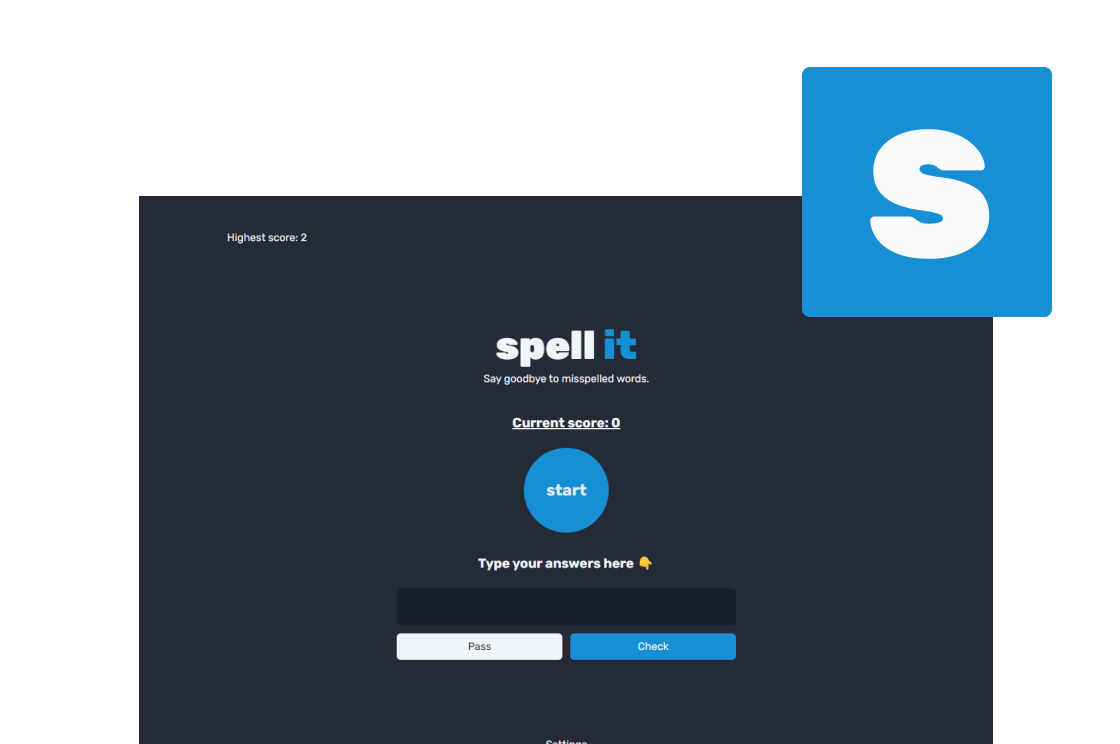 S
Highest score: 2
spell it
Say goodbye to misspelled words.
Current score: 0
start
Type your answers here 👇
Pass
Check
Settings